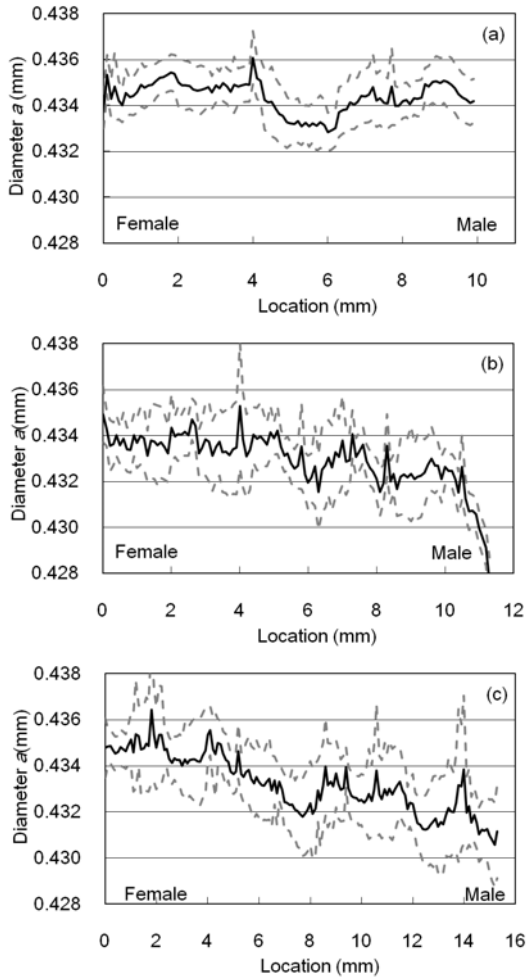 0.438
(a)
0.436
0.434
0.432
0.430
0.428
Diameter a (mm)
Female
Male
0 2 4 6 8 10
Location (mm)
0.438
(b)
0.436
0.434
0.432
0.430
0.428
Diameter a(mm)
Female
Male
0 2 4 6 8 10 12
Location (mm)
0.438
(c)
0.436
0.434
0.432
0.430
0.428
Diameter a(mm)
Female
Male
0 2 4 6 8 10 12 14 16
Location (mm)